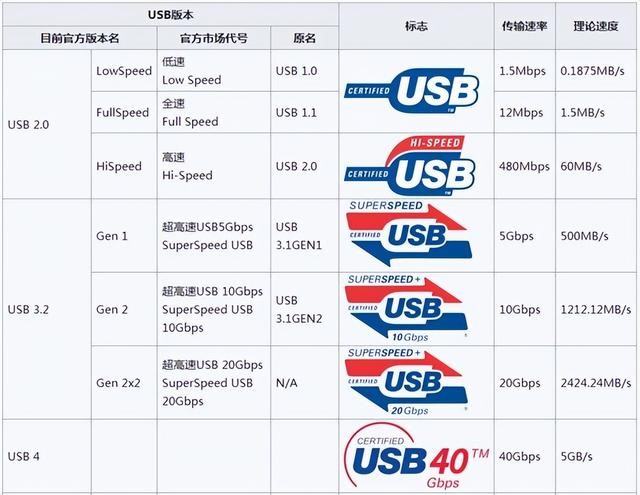 USB版本
标志
传输速率
理论速度
目前官方版本名
官方市场代号
原名
USB 2.0
LowSpeed
低速
Low Speed
USB 1.0
CERTIFIED
USB
1.5Mbps
0.1875MB/s
FullSpeed
全速
Full Speed
USB 1.1
12Mbps
1.5MB/s
HiSpeed
高速
Hi-Speed
USB 2.0
HI-SPEED
CERTIFIED
USB
480Mbps
60MB/s
USB 3.2
Gen 1
超高速USB5Gbps
SuperSpeed USB
USB
3.1GEN1
SUPERSPEED
CERTIFIED
USB
5Gbps
500MB/s
Gen 2
超高速USB 10Gbps
SuperSpeed USB
10Gbps
USB
3.1GEN2
SUPERSPEED+
CERTIFIED
USB
10Gbps
10Gbps
1212.12MB/s
Gen 2x2
超高速USB 20Gbps
SuperSpeed USB
20Gbps
N/A
SUPERSPEED+
CERTIFIED
USB
20Gbps
20Gbps
2424.24MB/s
USB 4
CERTIFIED
USB 40™
Gbps
40Gbps
5GB/s